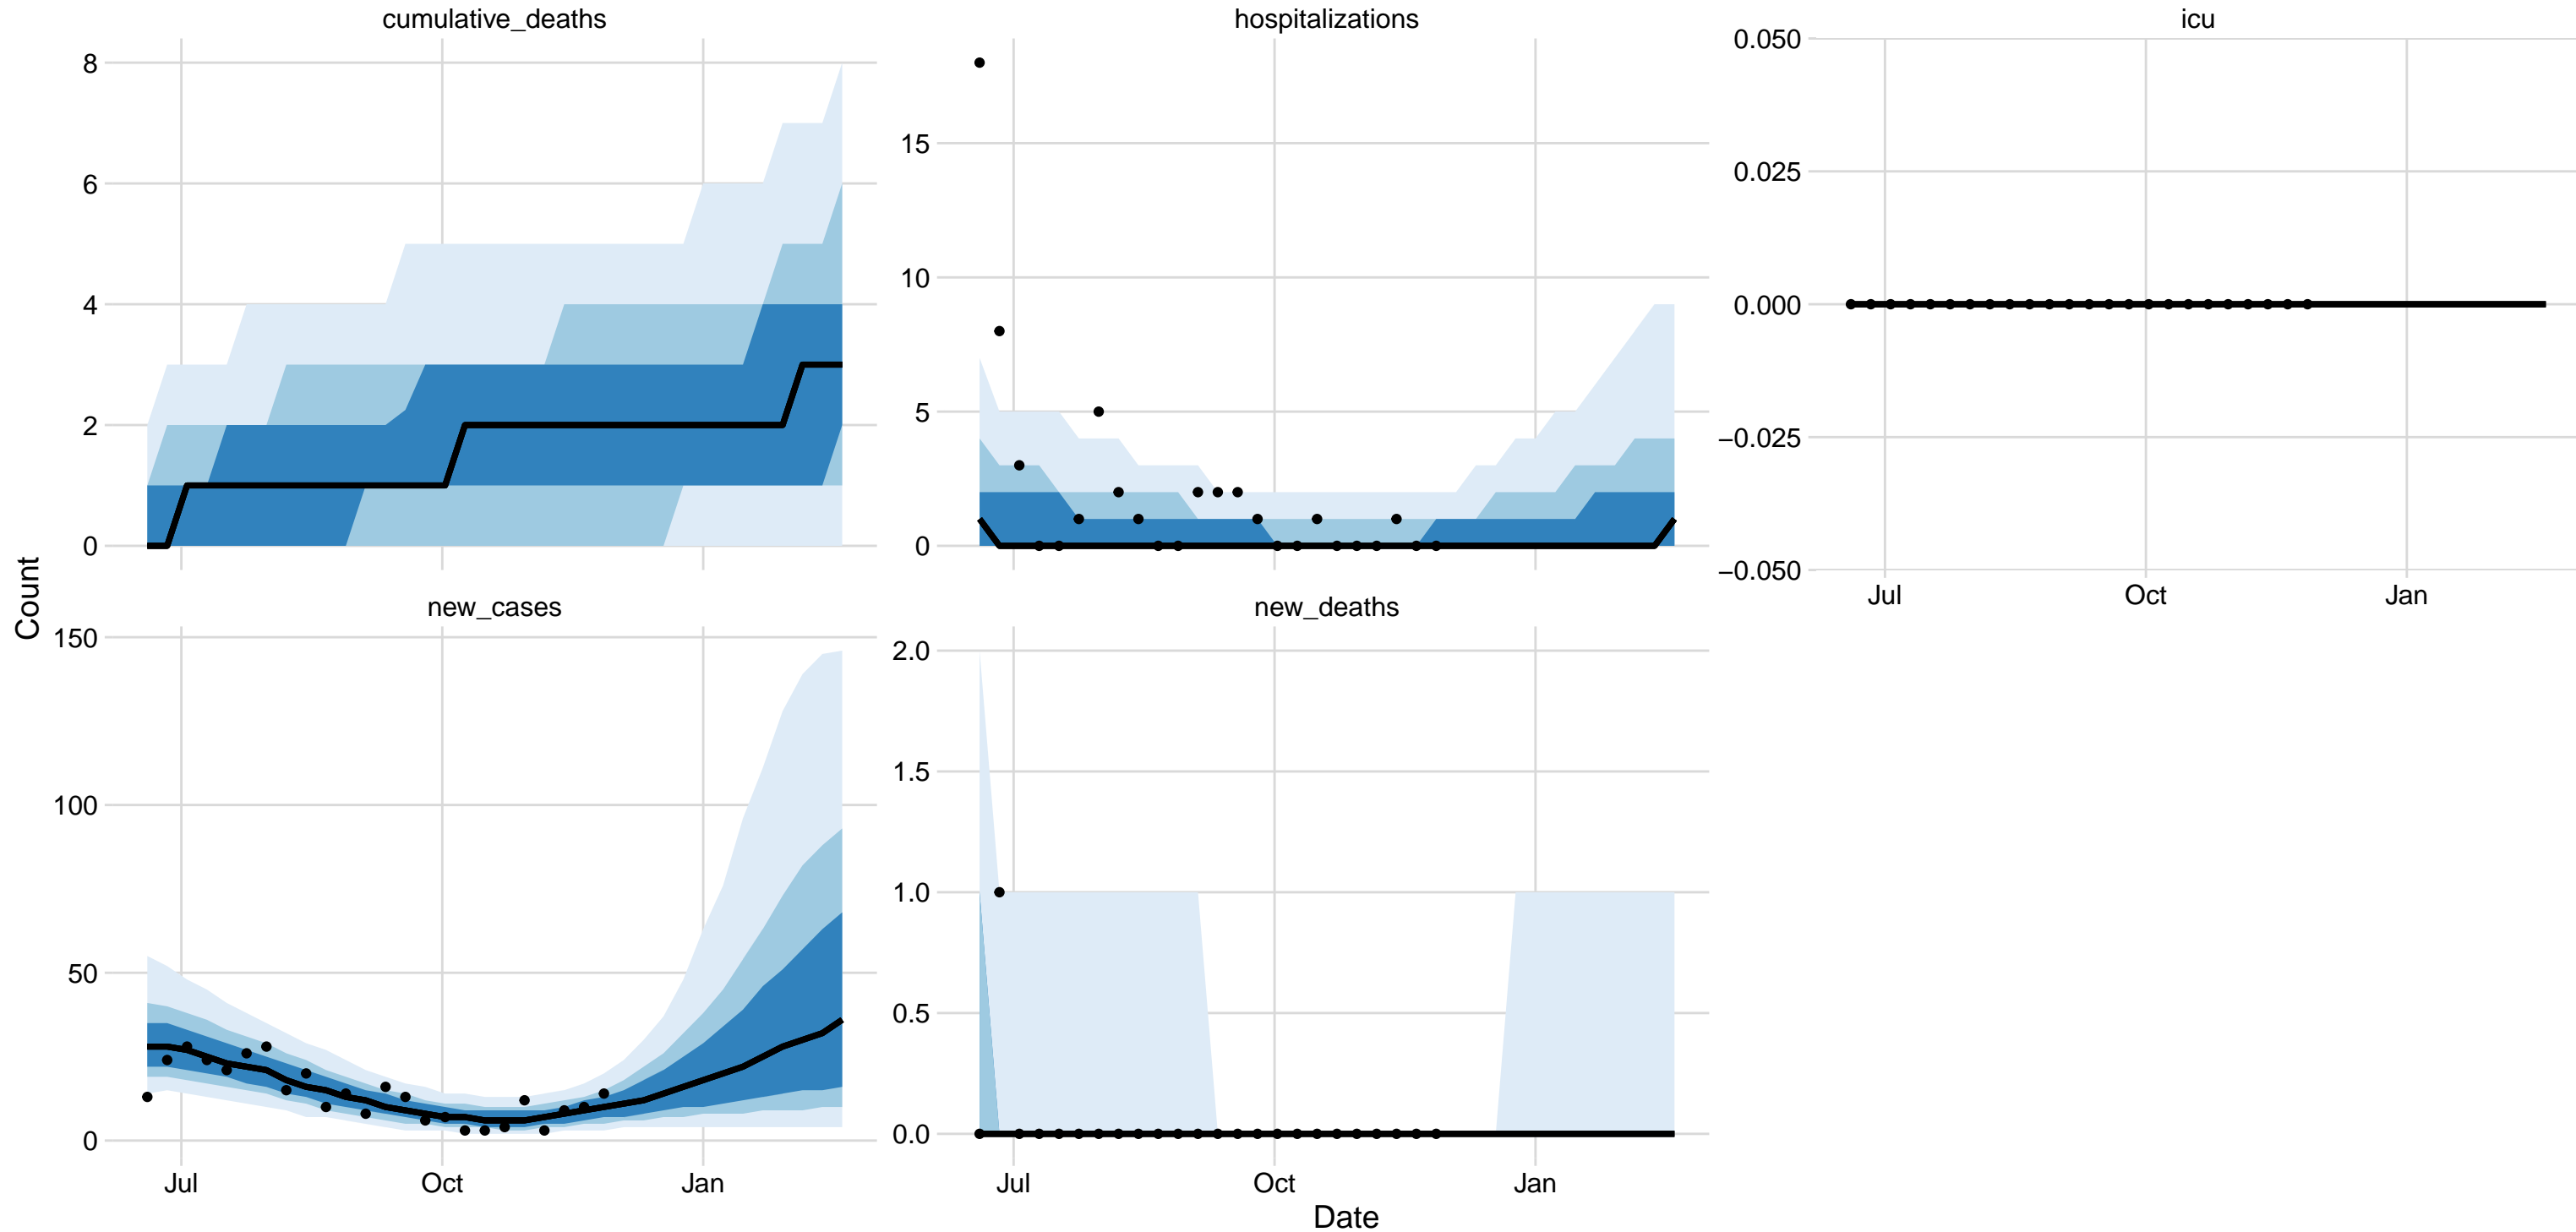 cumulative_deaths
hospitalizations
icu
8
6
4
2
0
15
10
5
0
0.050
0.025
0.000
−0.025
−0.050
Jul
Oct
Jan
Count
new_cases
new_deaths
150
100
50
0
2.0
1.5
1.0
0.5
0.0
Jul
Oct
Jan
Jul
Oct
Jan
Date